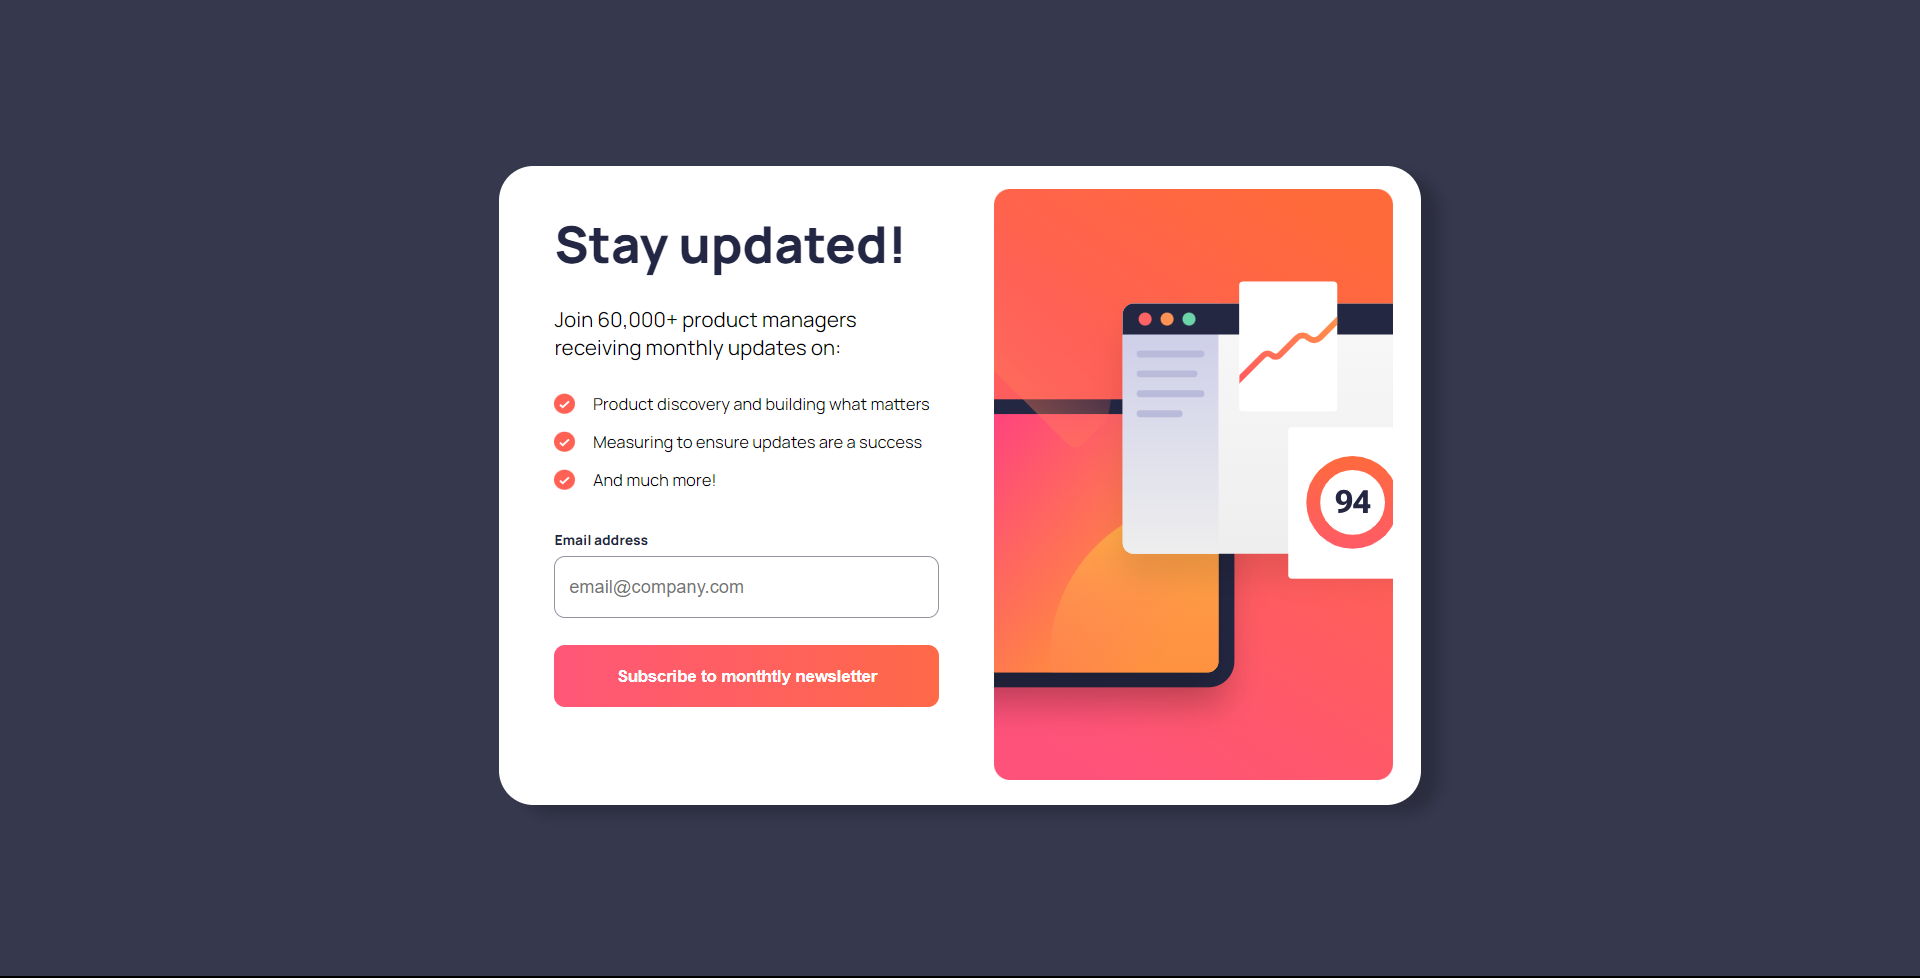 Stay updated!
Join 60,000+ product managers
receiving monthly updates on:
Product discovery and building what matters
Measuring to ensure updates are a success
And much more!
Email address
email@company.com
Subscribe to monthtly newsletter
94